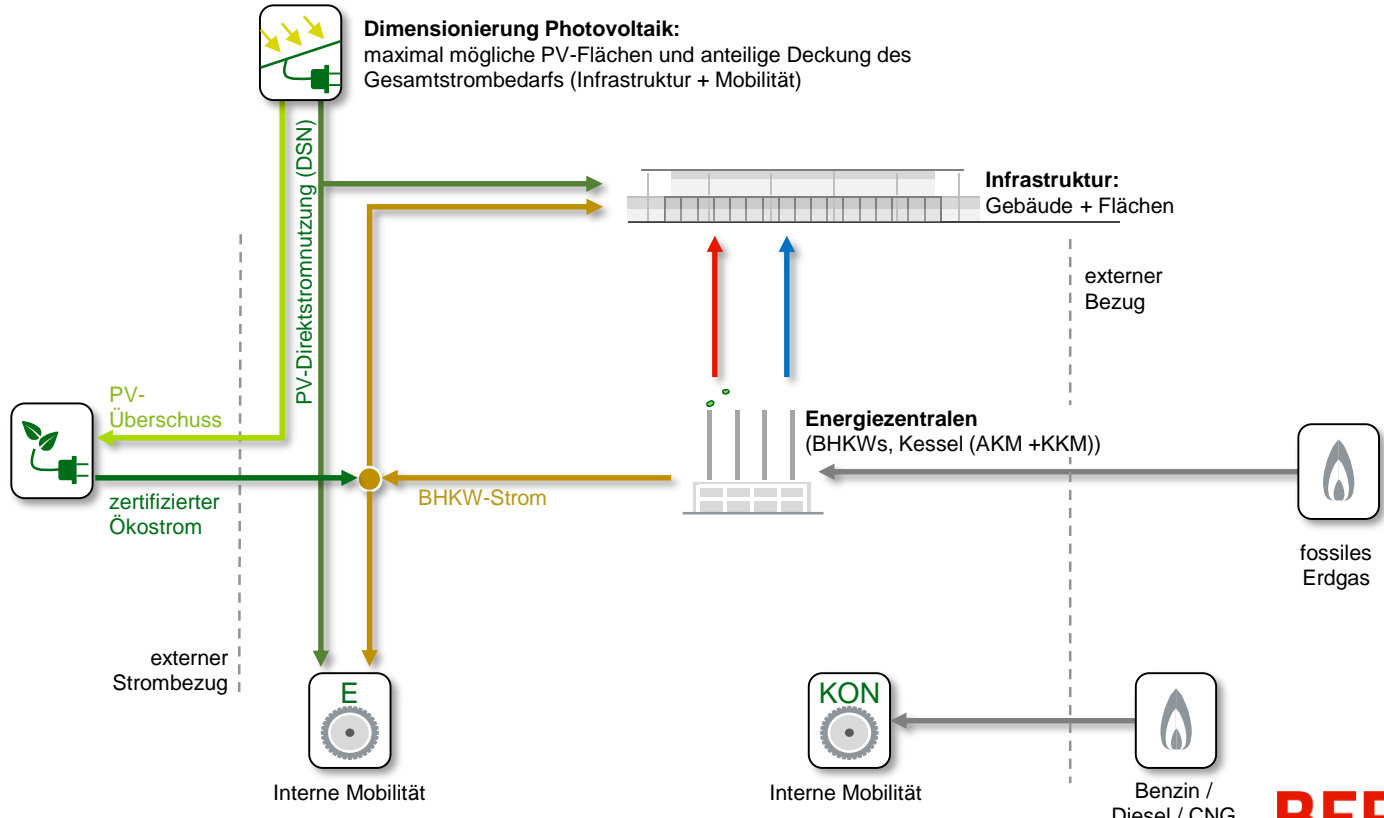 Dimensionierung Photovoltaik:
maximal mögliche PV-Flächen und anteilige Deckung des
Gesamtstrombedarfs (Infrastruktur + Mobilität)
PV-Direktstromnutzung (DSN)
Infrastruktur:
Gebäude + Flächen
externer
Bezug
PV-
Überschuss
Energiezentralen
(BHKWs, Kessel (AKM +KKM))
zertifizierter
Ökostrom
BHKW-Strom
fossiles
Erdgas
externer
Strombezug
E
Interne Mobilität
KON
Interne Mobilität
Benzin /
Diesel / CNG